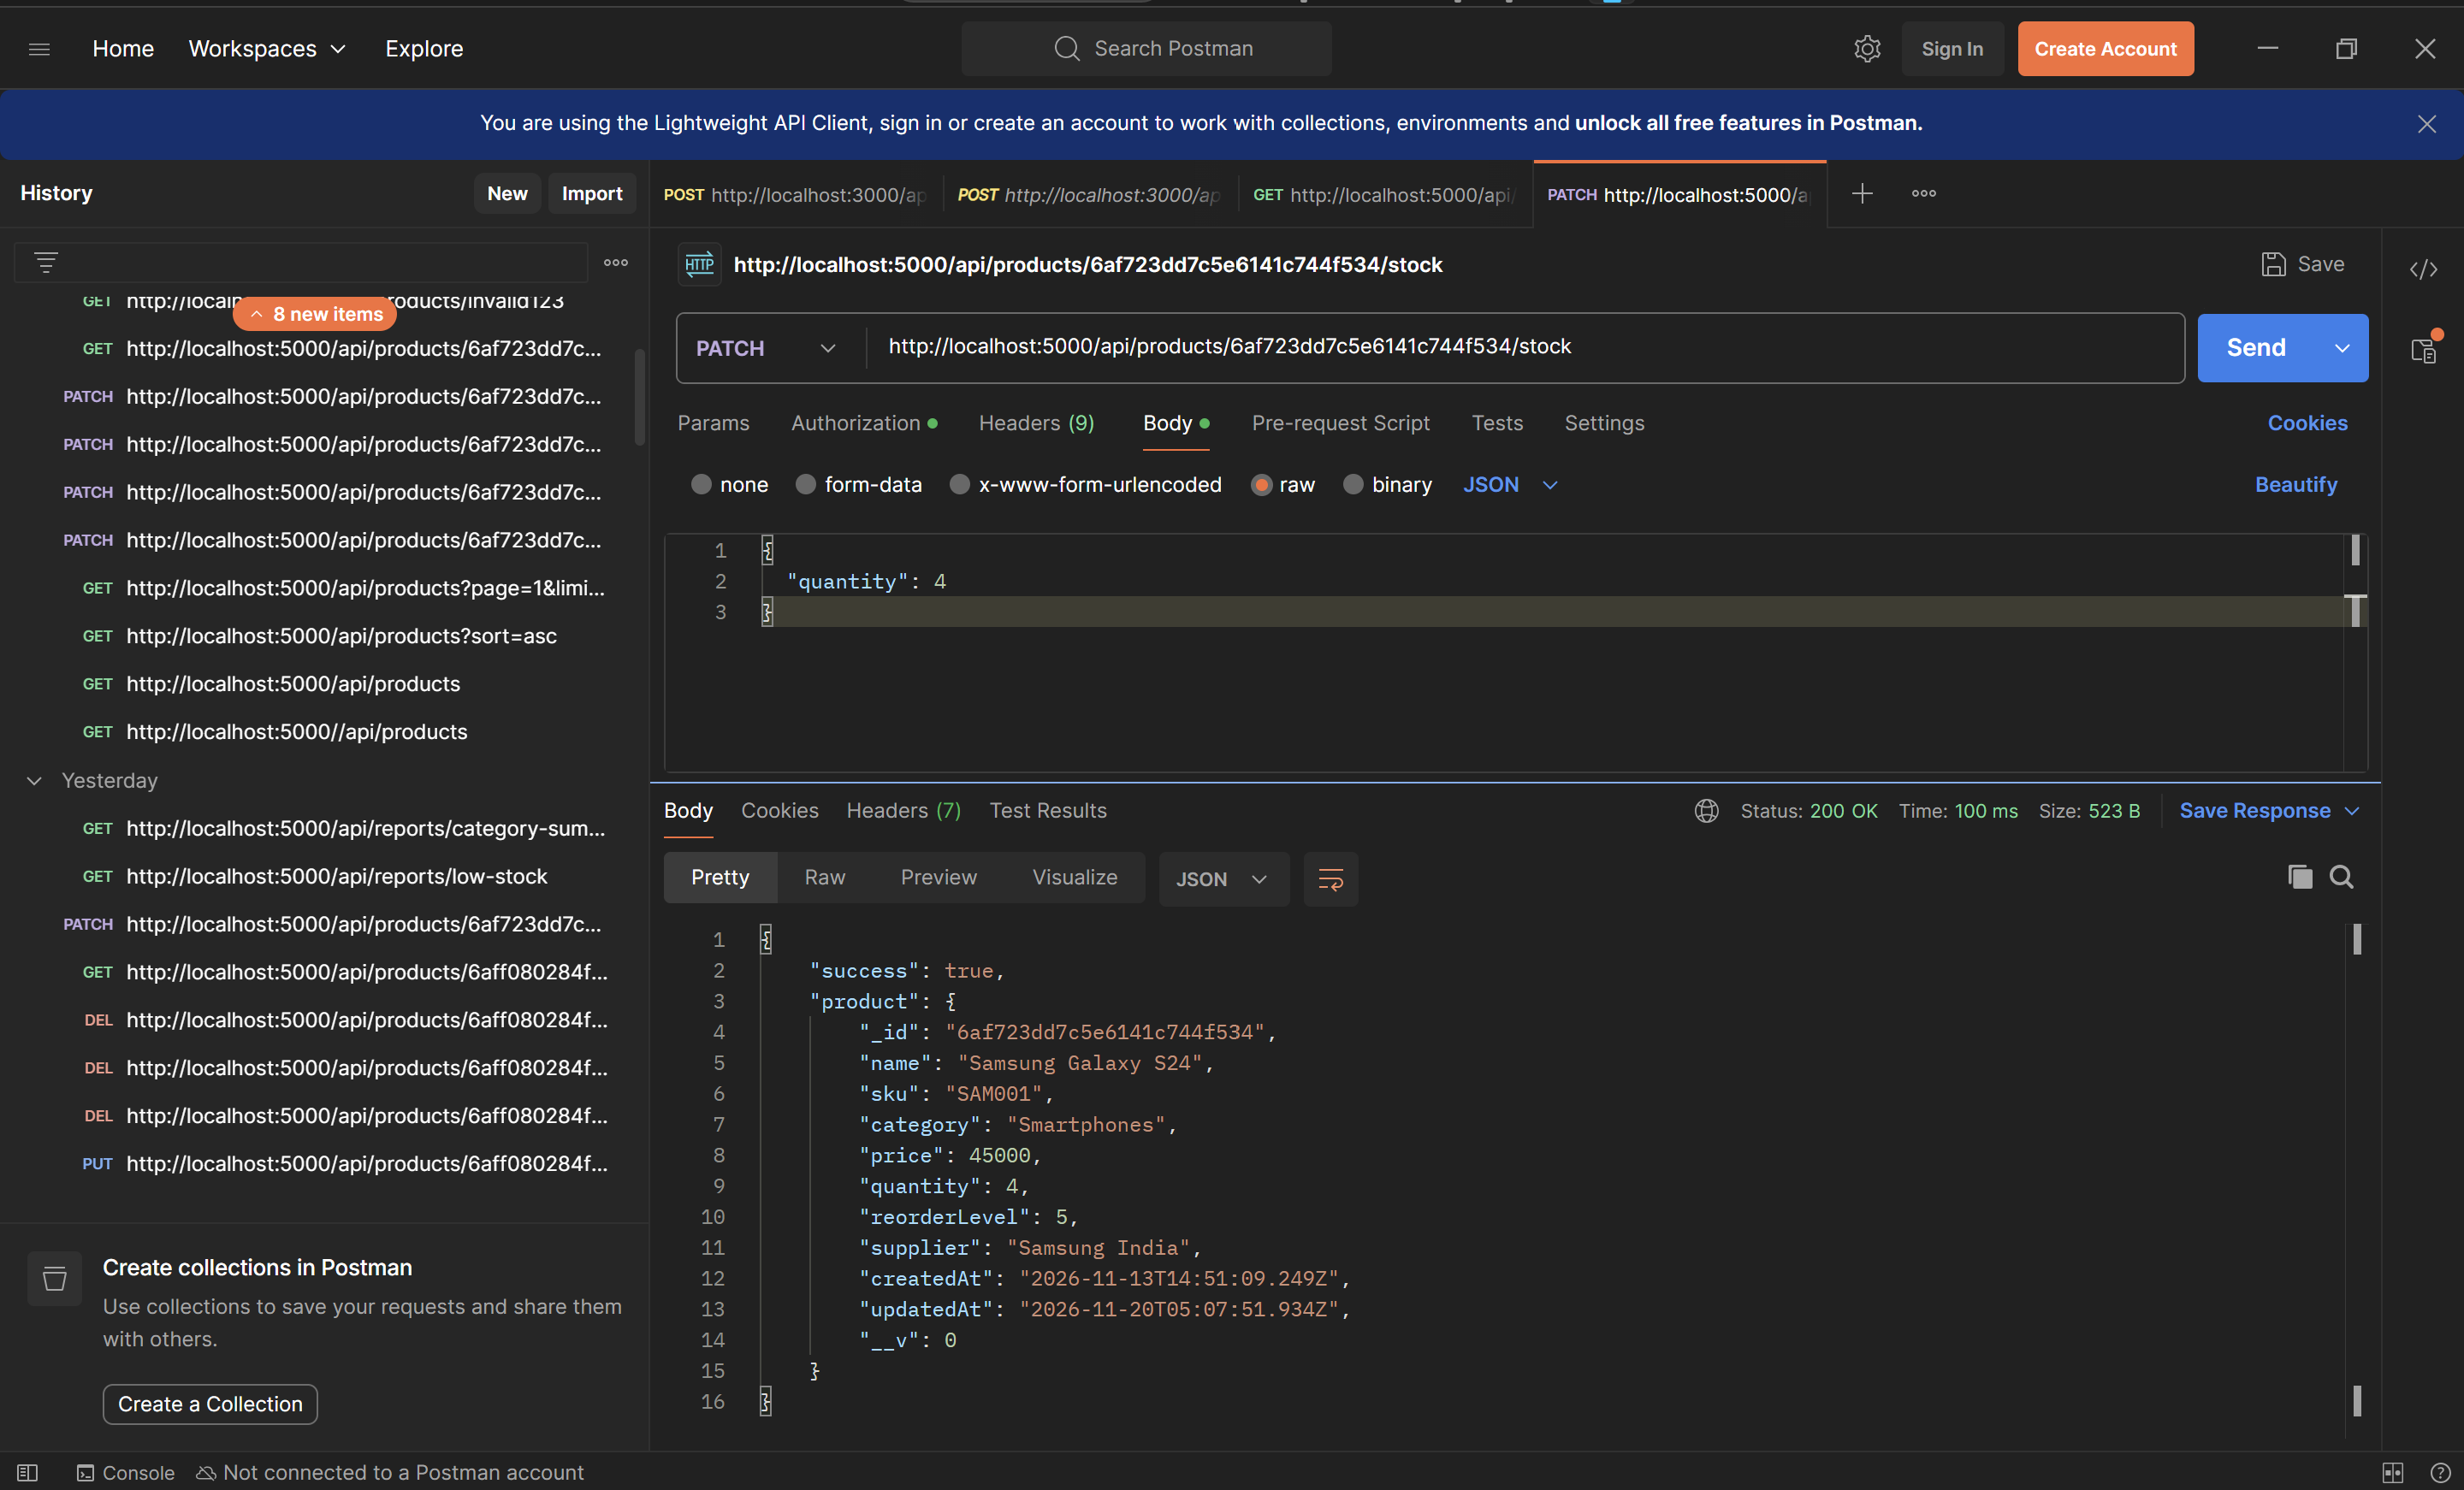 Home Workspaces Explore Search Postman Sign In Create Account
You are using the Lightweight API Client, sign in or create an account to work with collections, environments and unlock all free features in Postman.
History New Import
POST http://localhost:3000/ap POST http://localhost:3000/ap GET http://localhost:5000/api/ PATCH http://localhost:5000/a
HTTP http://localhost:5000/api/products/6af723dd7c5e6141c744f534/stock Save
PATCH http://localhost:5000/api/products/6af723dd7c5e6141c744f534/stock Send
Params Authorization Headers (9) Body Pre-request Script Tests Settings Cookies
none form-data x-www-form-urlencoded raw binary JSON Beautify
1 {
2 "quantity": 4
3 }
8 new items
GET http://localhost:5000/api/products/6af723dd7c...
PATCH http://localhost:5000/api/products/6af723dd7c...
PATCH http://localhost:5000/api/products/6af723dd7c...
PATCH http://localhost:5000/api/products/6af723dd7c...
PATCH http://localhost:5000/api/products/6af723dd7c...
GET http://localhost:5000/api/products?page=1&limi...
GET http://localhost:5000/api/products?sort=asc
GET http://localhost:5000/api/products
GET http://localhost:5000//api/products
Yesterday
GET http://localhost:5000/api/reports/category-sum...
GET http://localhost:5000/api/reports/low-stock
PATCH http://localhost:5000/api/products/6af723dd7c...
GET http://localhost:5000/api/products/6aff080284f...
DEL http://localhost:5000/api/products/6aff080284f...
DEL http://localhost:5000/api/products/6aff080284f...
DEL http://localhost:5000/api/products/6aff080284f...
PUT http://localhost:5000/api/products/6aff080284f...
Create collections in Postman
Use collections to save your requests and share them
with others.
Create a Collection
Body Cookies Headers (7) Test Results Status: 200 OK Time: 100 ms Size: 523 B Save Response
Pretty Raw Preview Visualize JSON
1 {
2 "success": true,
3 "product": {
4 "_id": "6af723dd7c5e6141c744f534",
5 "name": "Samsung Galaxy S24",
6 "sku": "SAM001",
7 "category": "Smartphones",
8 "price": 45000,
9 "quantity": 4,
10 "reorderLevel": 5,
11 "supplier": "Samsung India",
12 "createdAt": "2026-11-13T14:51:09.249Z",
13 "updatedAt": "2026-11-20T05:07:51.934Z",
14 "__v": 0
15 }
16 }
Console Not connected to a Postman account